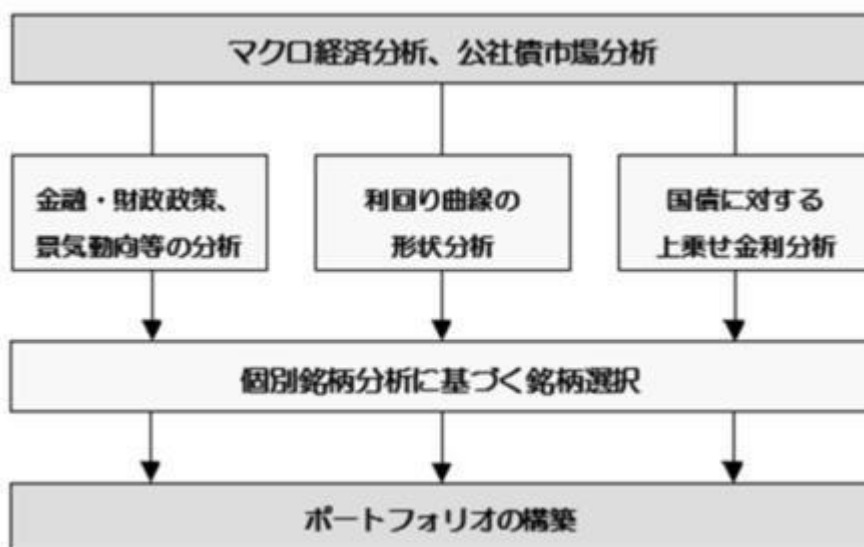 マクロ経済分析、公社債市場分析
金融・財政政策、
景気動向等の分析
利回り曲線の
形状分析
国債に対する
上乗せ金利分析
個別銘柄分析に基づく銘柄選択
ポートフォリオの構築